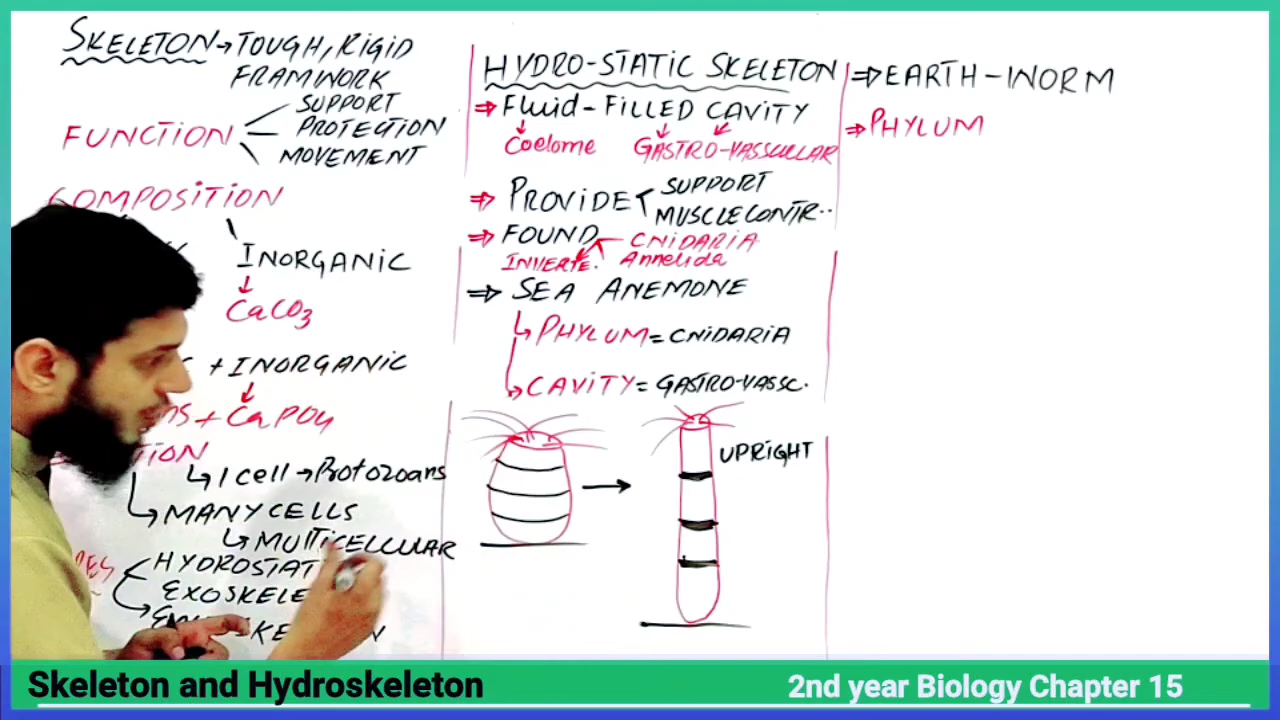 SKELETON → TOUGH, RIGID
FRAMWORK
FUNCTION
SUPPORT
PROTECTION
MOVEMENT
COMPOSITION
INORGANIC
CaCO3
+ INORGANIC
+ CaPO4
1 cell → Protozoans
MANY CELLS
MULTICELLULAR
HYDROSTAT
EXOSKELE
HYDRO-STATIC SKELETON
⇒ Fluid-FILLED CAVITY
Coelome GASTRO-VASSCULLAR
⇒ PROVIDE
SUPPORT
MUSCLE CONTR..
⇒ FOUND
CNIDARIA
INVERTE. Annelida
⇒ SEA ANEMONE
PHYLUM = CNIDARIA
CAVITY = GASTRO-VASSC.
UPRIGHT
⇒ EARTH-WORM
⇒ PHYLUM
Skeleton and Hydroskeleton
2nd year Biology Chapter 15